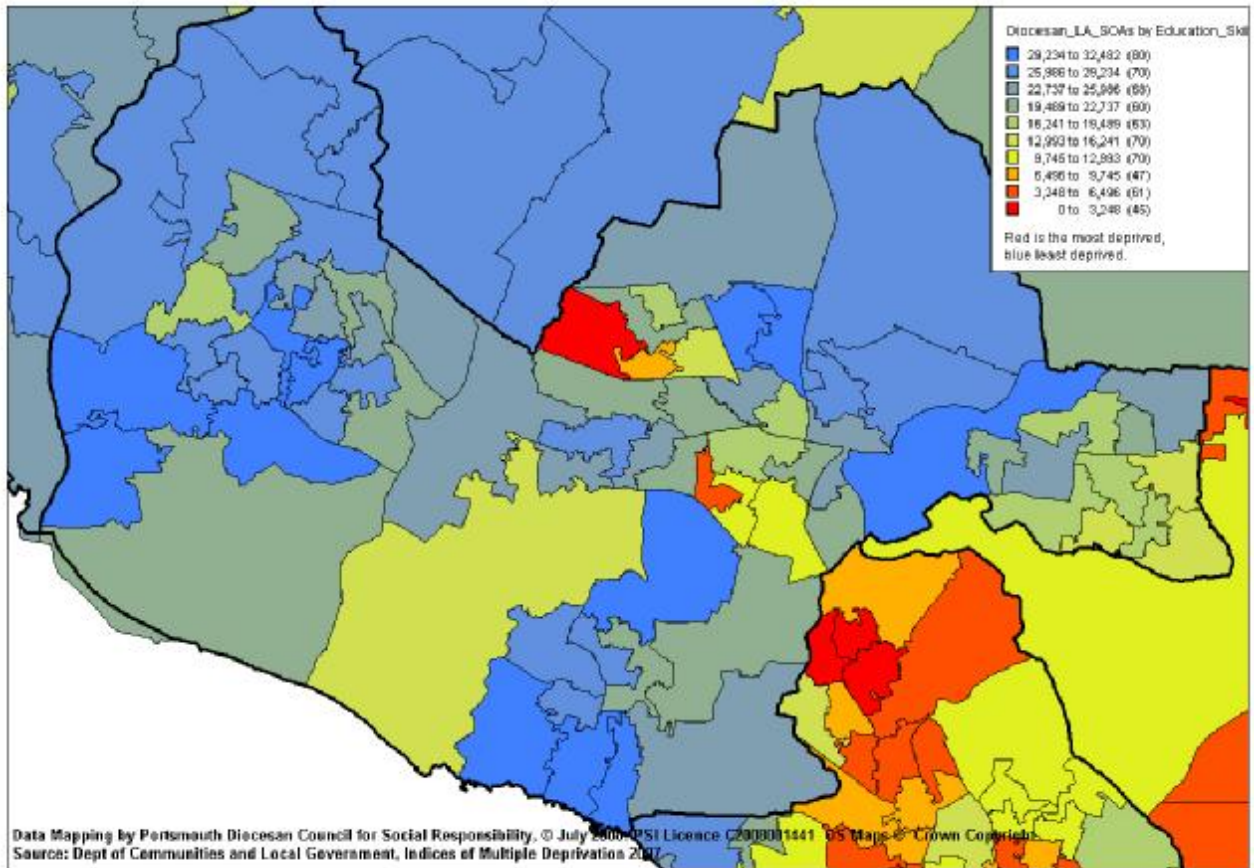 Diocesan_LA_SOAs by Education_Skil
29,234 to 32,482 (80)
25,986 to 29,234 (70)
22,737 to 25,986
19,489 to 22,737 (60)
16,241 to 19,489 (63)
12,993 to 16,241 (70)
9,745 to 12,993 (70)
6,496 to 9,745 (47)
3,248 to 6,496 (51)
0 to 3,248 (45)
Red is the most deprived,
blue least deprived.
Data Mapping by Portsmouth Diocesan Council for Social Responsibility, © July PSI Licence C2008001441 OS Maps © Crown Copyright.
Source: Dept of Communities and Local Government, Indices of Multiple Deprivation 2007